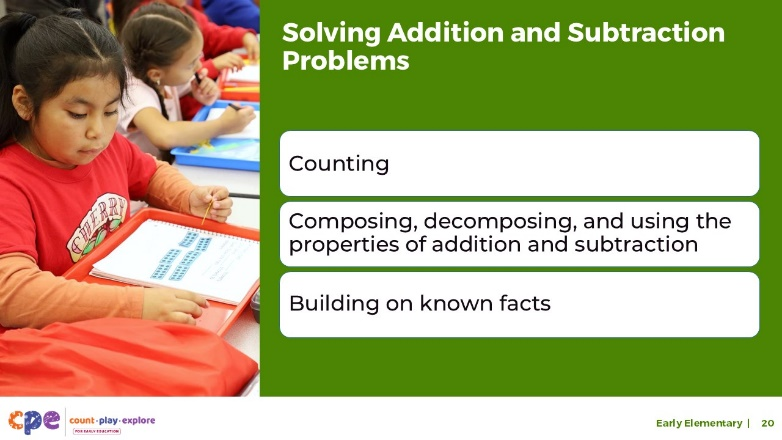 Solving Addition and Subtraction
Problems
Counting
Composing, decomposing, and using the
properties of addition and subtraction
Building on known facts
CHERRY
cpe
count·play·explore
FOR EARLY EDUCATION
Early Elementary | 20